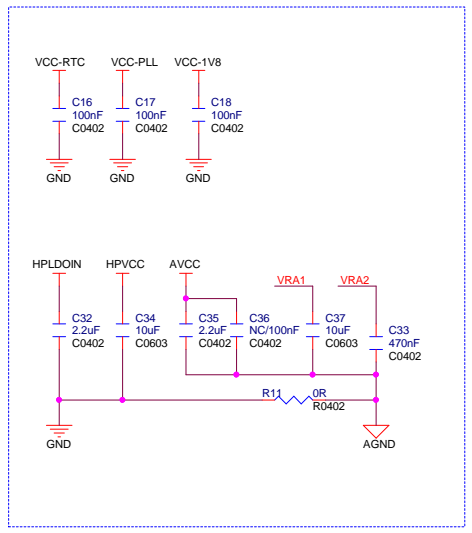 VCC-RTC VCC-PLL VCC-1V8
C16 C17 C18
100nF 100nF 100nF
C0402 C0402 C0402
GND GND GND
HPLDOIN HPVCC AVCC
VRA1 VRA2
C32 C34 C35 C36 C37
2.2uF 10uF 2.2uF NC/100nF 10uF
C0402 C0603 C0402 C0402 C0603
C33
470nF
C0402
R11 0R
R0402
GND AGND